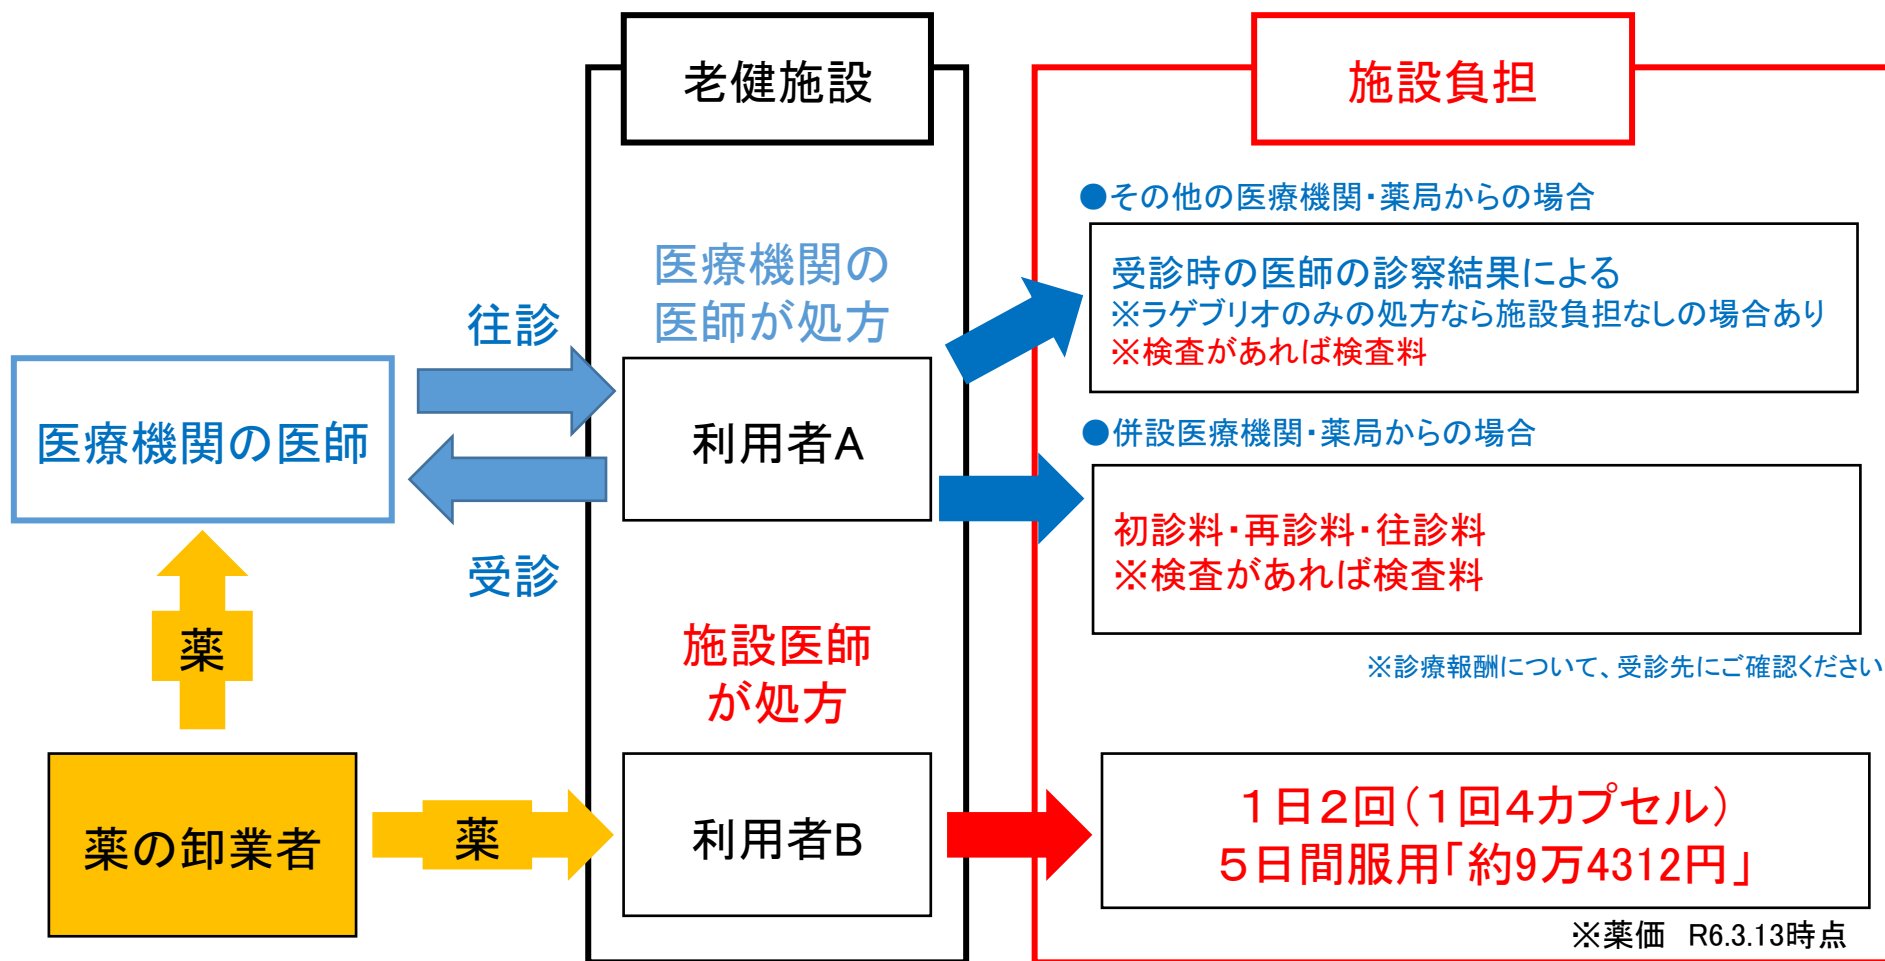 老健施設
施設負担
●その他の医療機関・薬局からの場合
受診時の医師の診察結果による
※ラゲブリオのみの処方なら施設負担なしの場合あり
※検査があれば検査料
医療機関の
医師が処方
往診
医療機関の医師
利用者A
●併設医療機関・薬局からの場合
初診料・再診料・往診料
※検査があれば検査料
受診
薬
施設医師
が処方
※診療報酬について、受診先にご確認ください
薬の卸業者
薬
利用者B
１日２回（１回４カプセル）
５日間服用「約9万4312円」
※薬価 R6.3.13時点